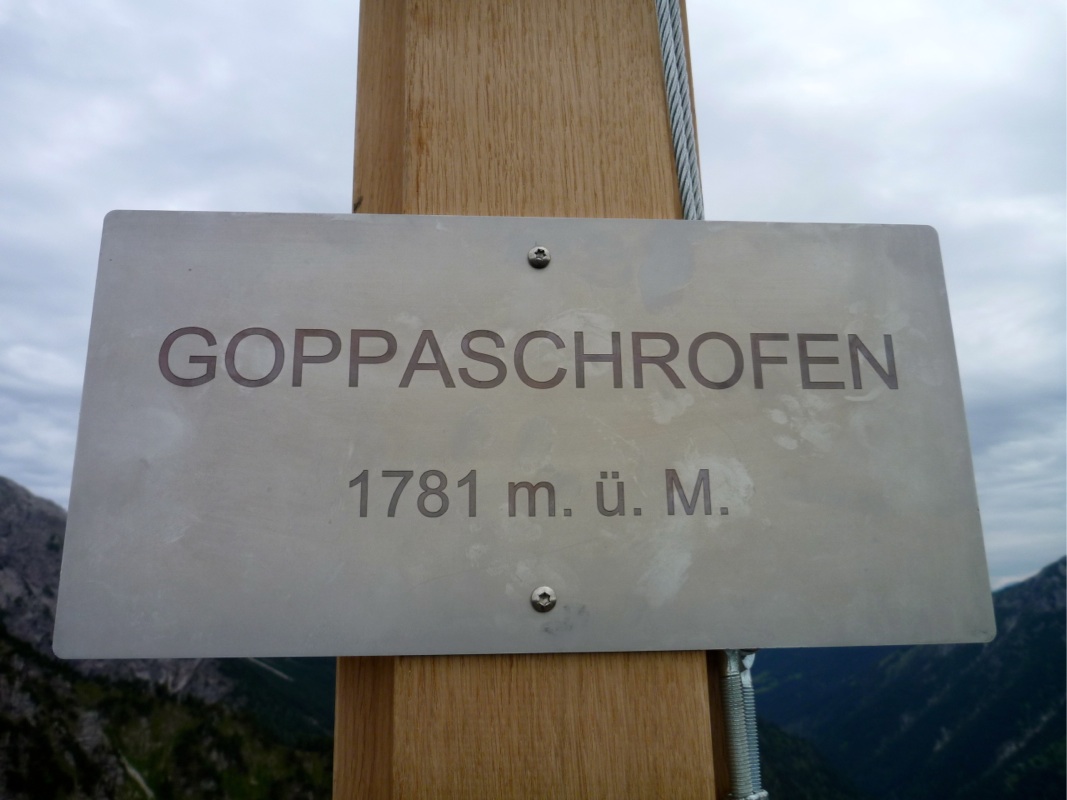 GOPPASCHROFEN
1781 m. ü. M.